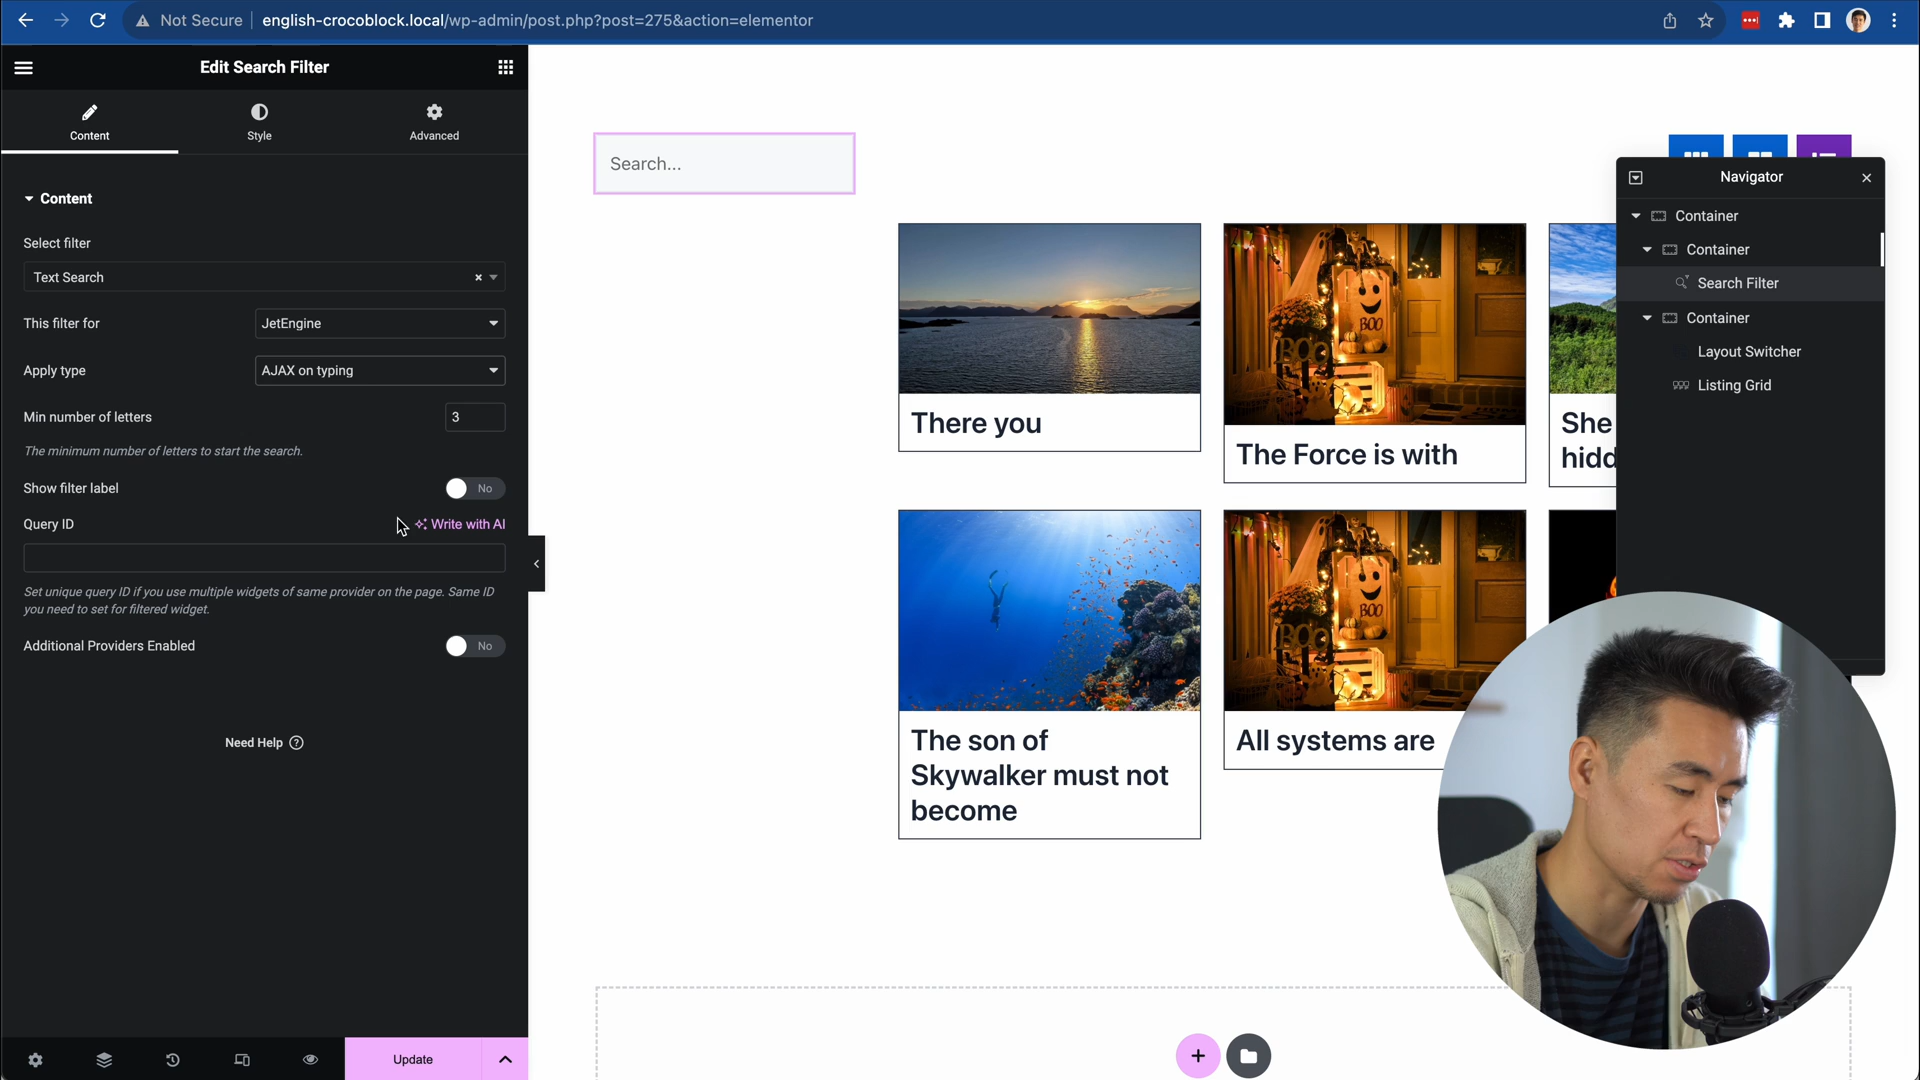 Not Secure
english-crocoblock.local/wp-admin/post.php?post=275&action=elementor
Edit Search Filter
Content
Style
Advanced
Content
Select filter
Text Search
This filter for
JetEngine
Apply type
AJAX on typing
Min number of letters
3
The minimum number of letters to start the search.
Show filter label
No
Query ID
Write with AI
Set unique query ID if you use multiple widgets of same provider on the page. Same ID
you need to set for filtered widget.
Additional Providers Enabled
No
Need Help
Update
Search...
There you
BOO
BOO
The Force is with
She
hidd
The son of
Skywalker must not
become
BOO
BOO
All systems are
Navigator
Container
Container
Search Filter
Container
Layout Switcher
Listing Grid